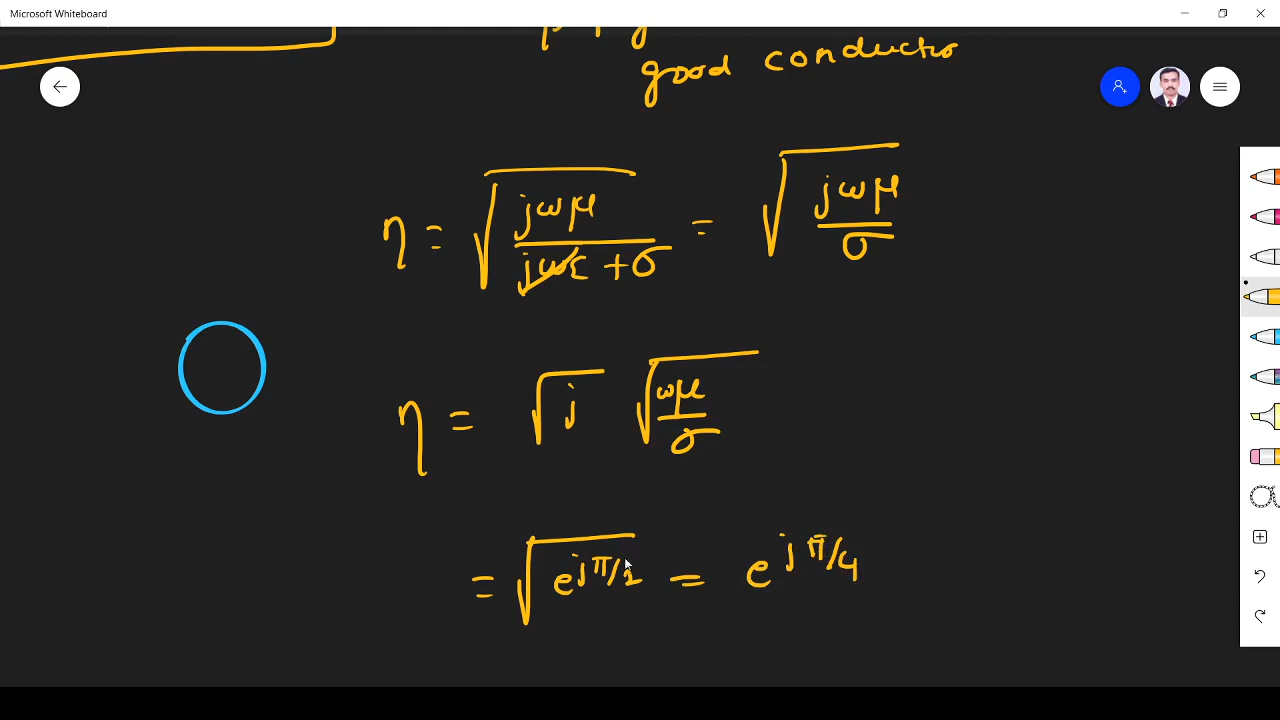 Microsoft Whiteboard
good conducto
η = √(jωμ / (jωε + σ)) = √(jωμ / σ)
η = √j √(ωμ / σ)
= √(e^(jπ/2)) = e^(jπ/4)